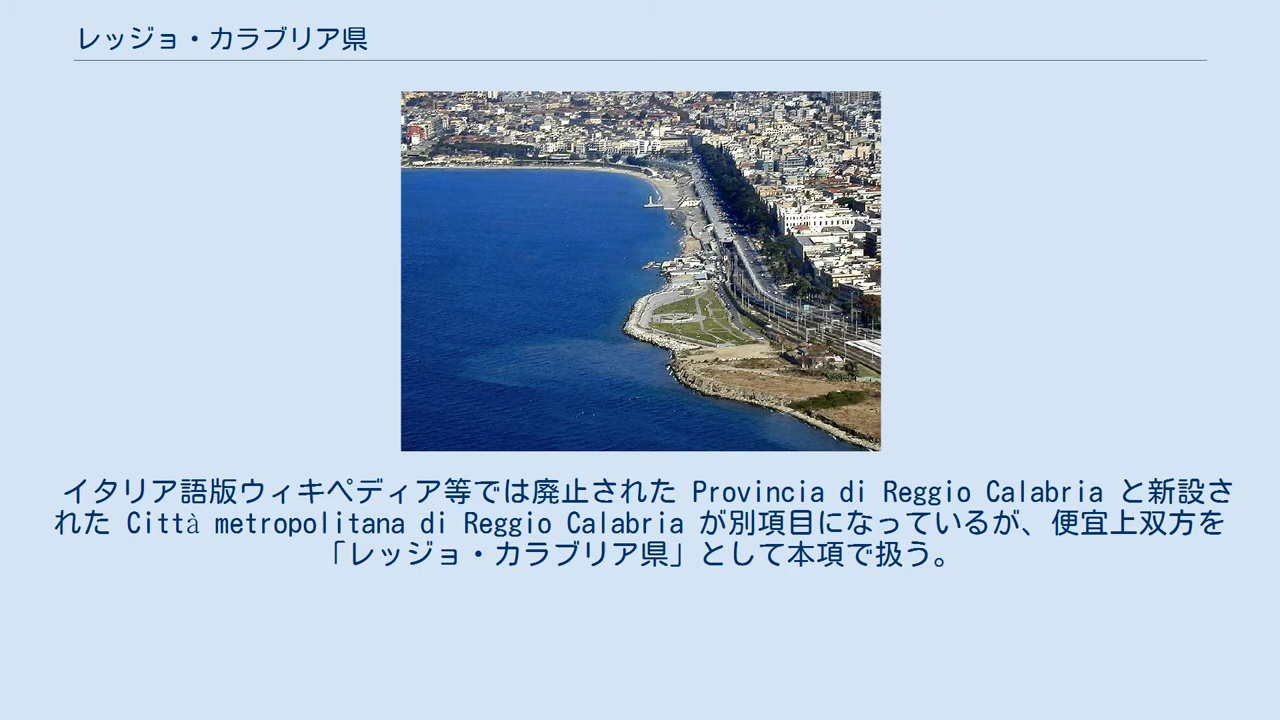 レッジョ・カラブリア県
イタリア語版ウィキペディア等では廃止された Provincia di Reggio Calabria と新設さ
れた Città metropolitana di Reggio Calabria が別項目になっているが、便宜上双方を
「レッジョ・カラブリア県」として本項で扱う。